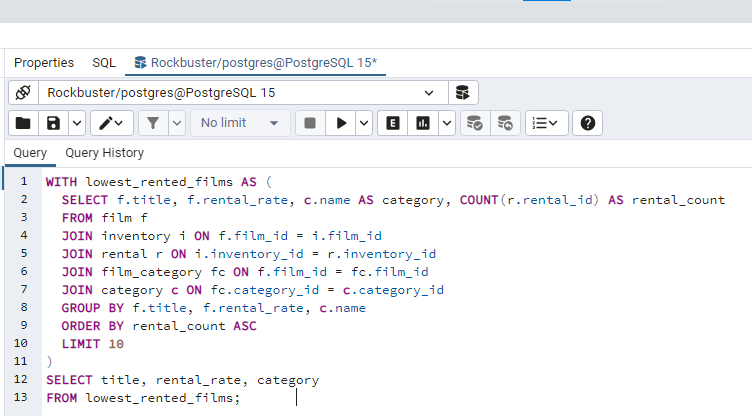 Properties SQL Rockbuster/postgres@PostgreSQL 15*
Rockbuster/postgres@PostgreSQL 15
No limit E
Query Query History
1 WITH lowest_rented_films AS (
2 SELECT f.title, f.rental_rate, c.name AS category, COUNT(r.rental_id) AS rental_count
3 FROM film f
4 JOIN inventory i ON f.film_id = i.film_id
5 JOIN rental r ON i.inventory_id = r.inventory_id
6 JOIN film_category fc ON f.film_id = fc.film_id
7 JOIN category c ON fc.category_id = c.category_id
8 GROUP BY f.title, f.rental_rate, c.name
9 ORDER BY rental_count ASC
10 LIMIT 10
11 )
12 SELECT title, rental_rate, category
13 FROM lowest_rented_films;